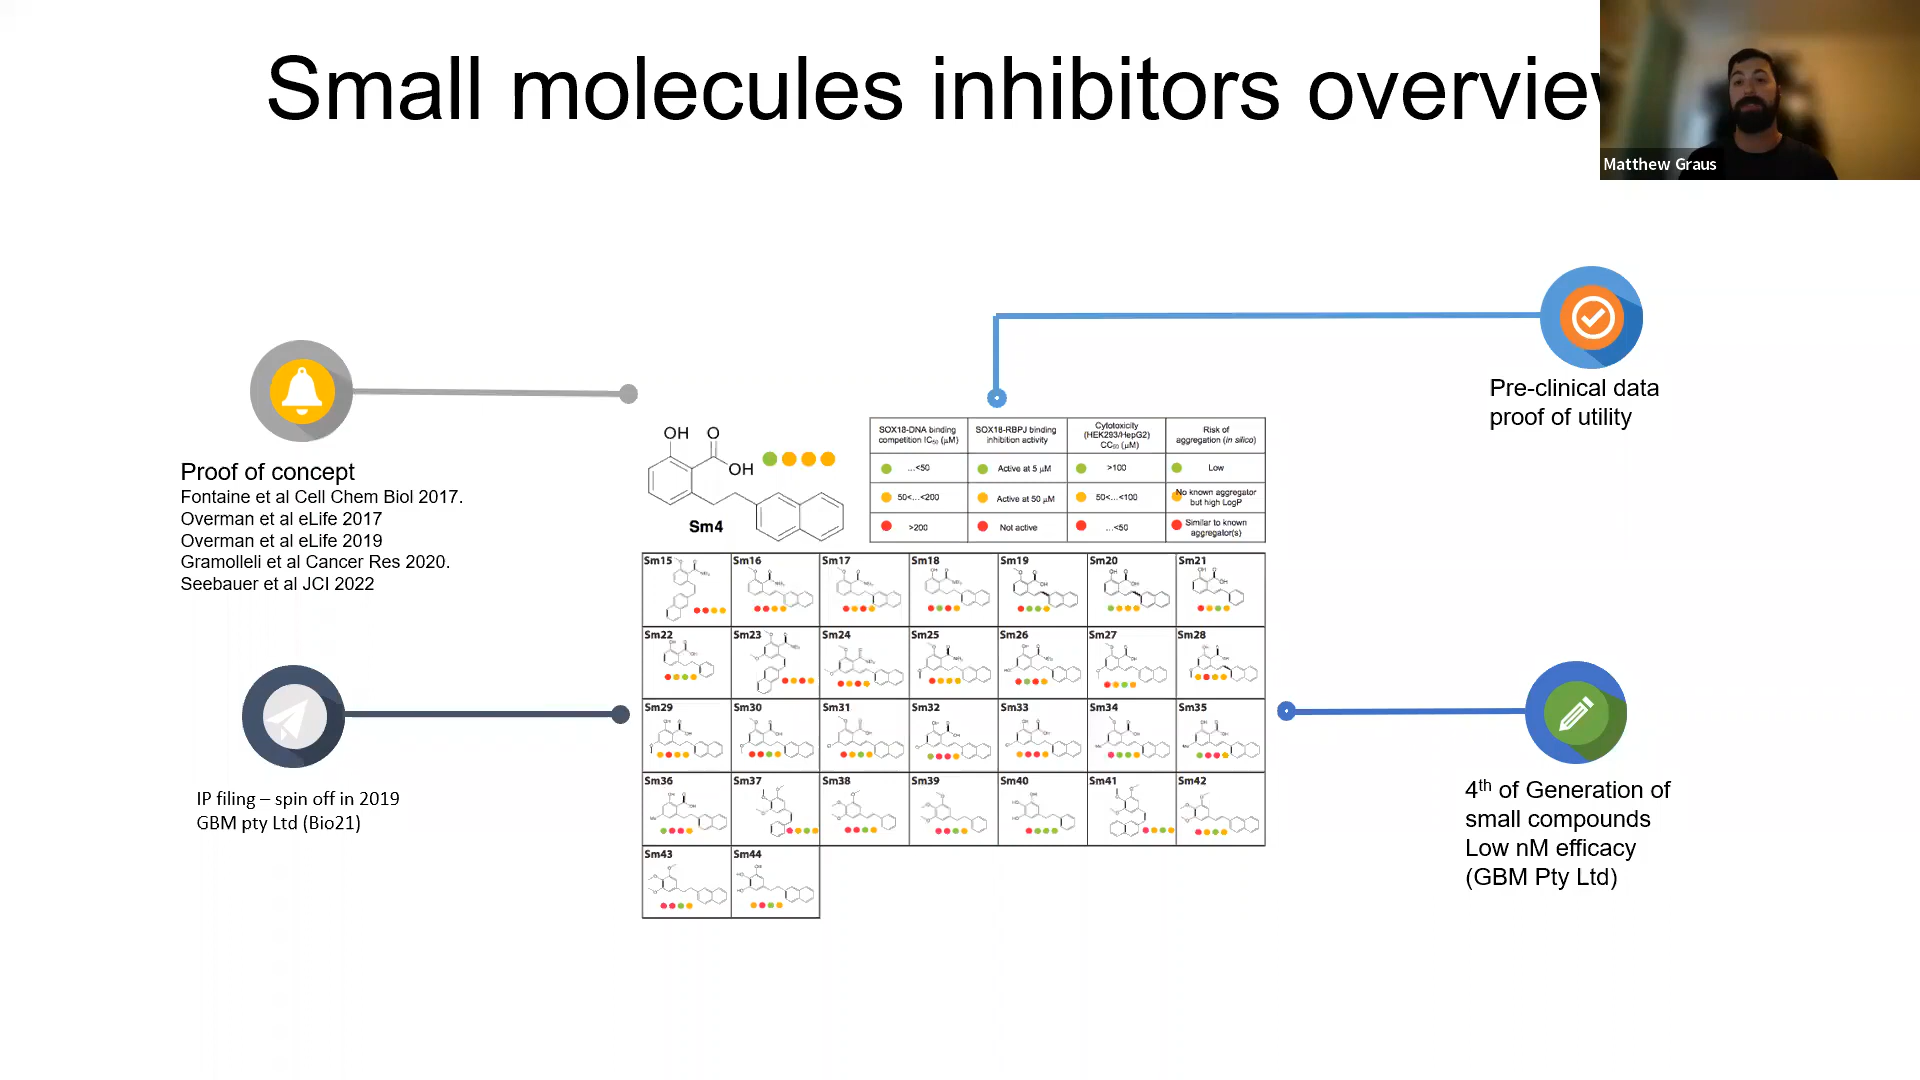 Small molecules inhibitors overvie
Matthew Graus
Pre-clinical data
proof of utility
Proof of concept
Fontaine et al Cell Chem Biol 2017.
Overman et al eLife 2017
Overman et al eLife 2019
Gramolleli et al Cancer Res 2020.
Seebauer et al JCI 2022
OH O
OH
Sm4
SOX18-DNA binding competition IC50 (µM) SOX18-RBPJ binding inhibition activity Cytotoxicity (HEK293/HepG2) CC50 (µM) Risk of aggregation (in silico)
...<50 Active at 5 µM >100 Low
50<...<200 Active at 50 µM 50<...<100 No known aggregator but high LogP
>200 Not active ...<50 Similar to known aggregator(s)
Sm15 Sm16 Sm17 Sm18 Sm19 Sm20 Sm21
Sm22 Sm23 Sm24 Sm25 Sm26 Sm27 Sm28
Sm29 Sm30 Sm31 Sm32 Sm33 Sm34 Sm35
Sm36 Sm37 Sm38 Sm39 Sm40 Sm41 Sm42
Sm43 Sm44
IP filing – spin off in 2019
GBM pty Ltd (Bio21)
4th of Generation of
small compounds
Low nM efficacy
(GBM Pty Ltd)